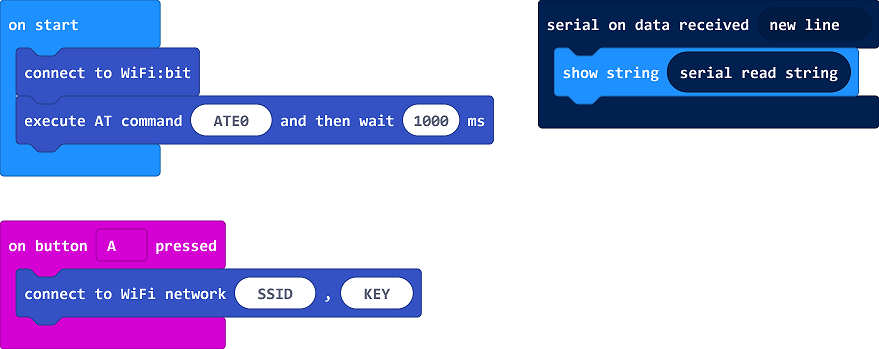 on start
connect to WiFi:bit
execute AT command ATE0 and then wait 1000 ms
serial on data received new line
show string serial read string
on button A pressed
connect to WiFi network SSID , KEY